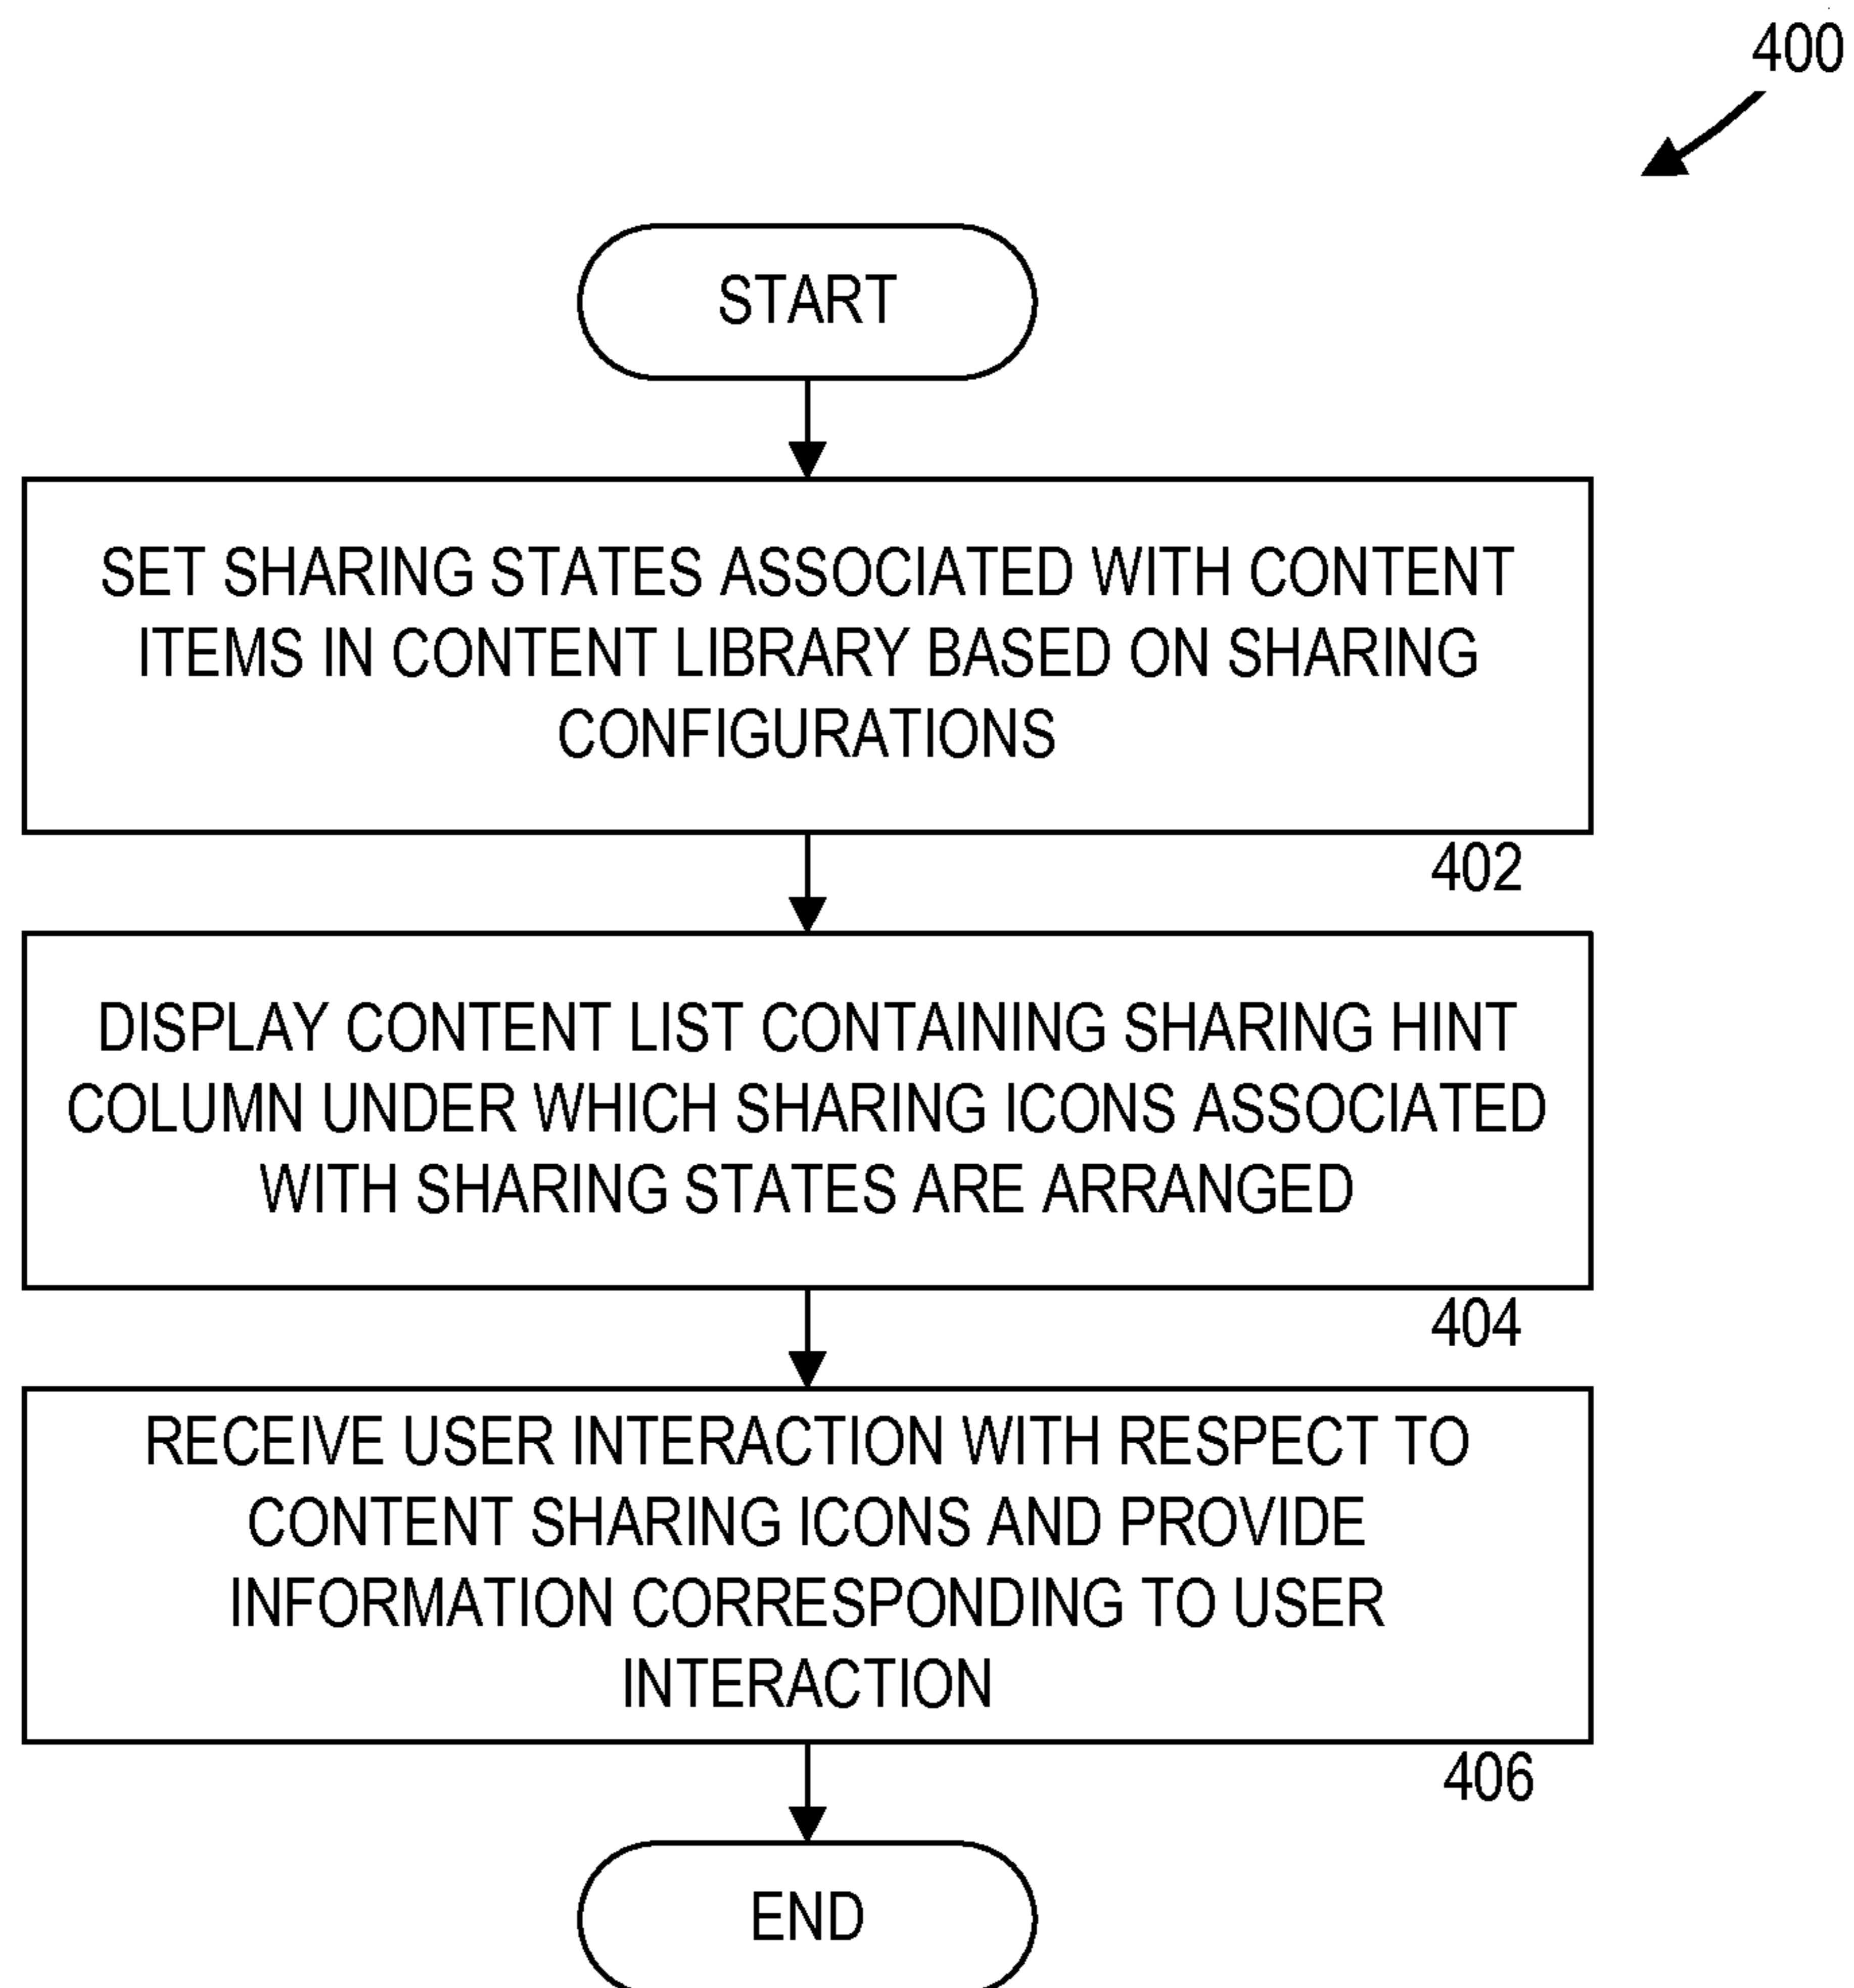 400
START
SET SHARING STATES ASSOCIATED WITH CONTENT
ITEMS IN CONTENT LIBRARY BASED ON SHARING
CONFIGURATIONS
402
DISPLAY CONTENT LIST CONTAINING SHARING HINT
COLUMN UNDER WHICH SHARING ICONS ASSOCIATED
WITH SHARING STATES ARE ARRANGED
404
RECEIVE USER INTERACTION WITH RESPECT TO
CONTENT SHARING ICONS AND PROVIDE
INFORMATION CORRESPONDING TO USER
INTERACTION
406
END